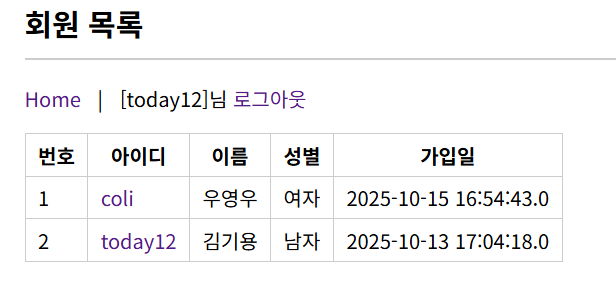 회원 목록
Home | [today12]님 로그아웃
번호 아이디 이름 성별 가입일
1 coli 우영우 여자 2025-10-15 16:54:43.0
2 today12 김기용 남자 2025-10-13 17:04:18.0